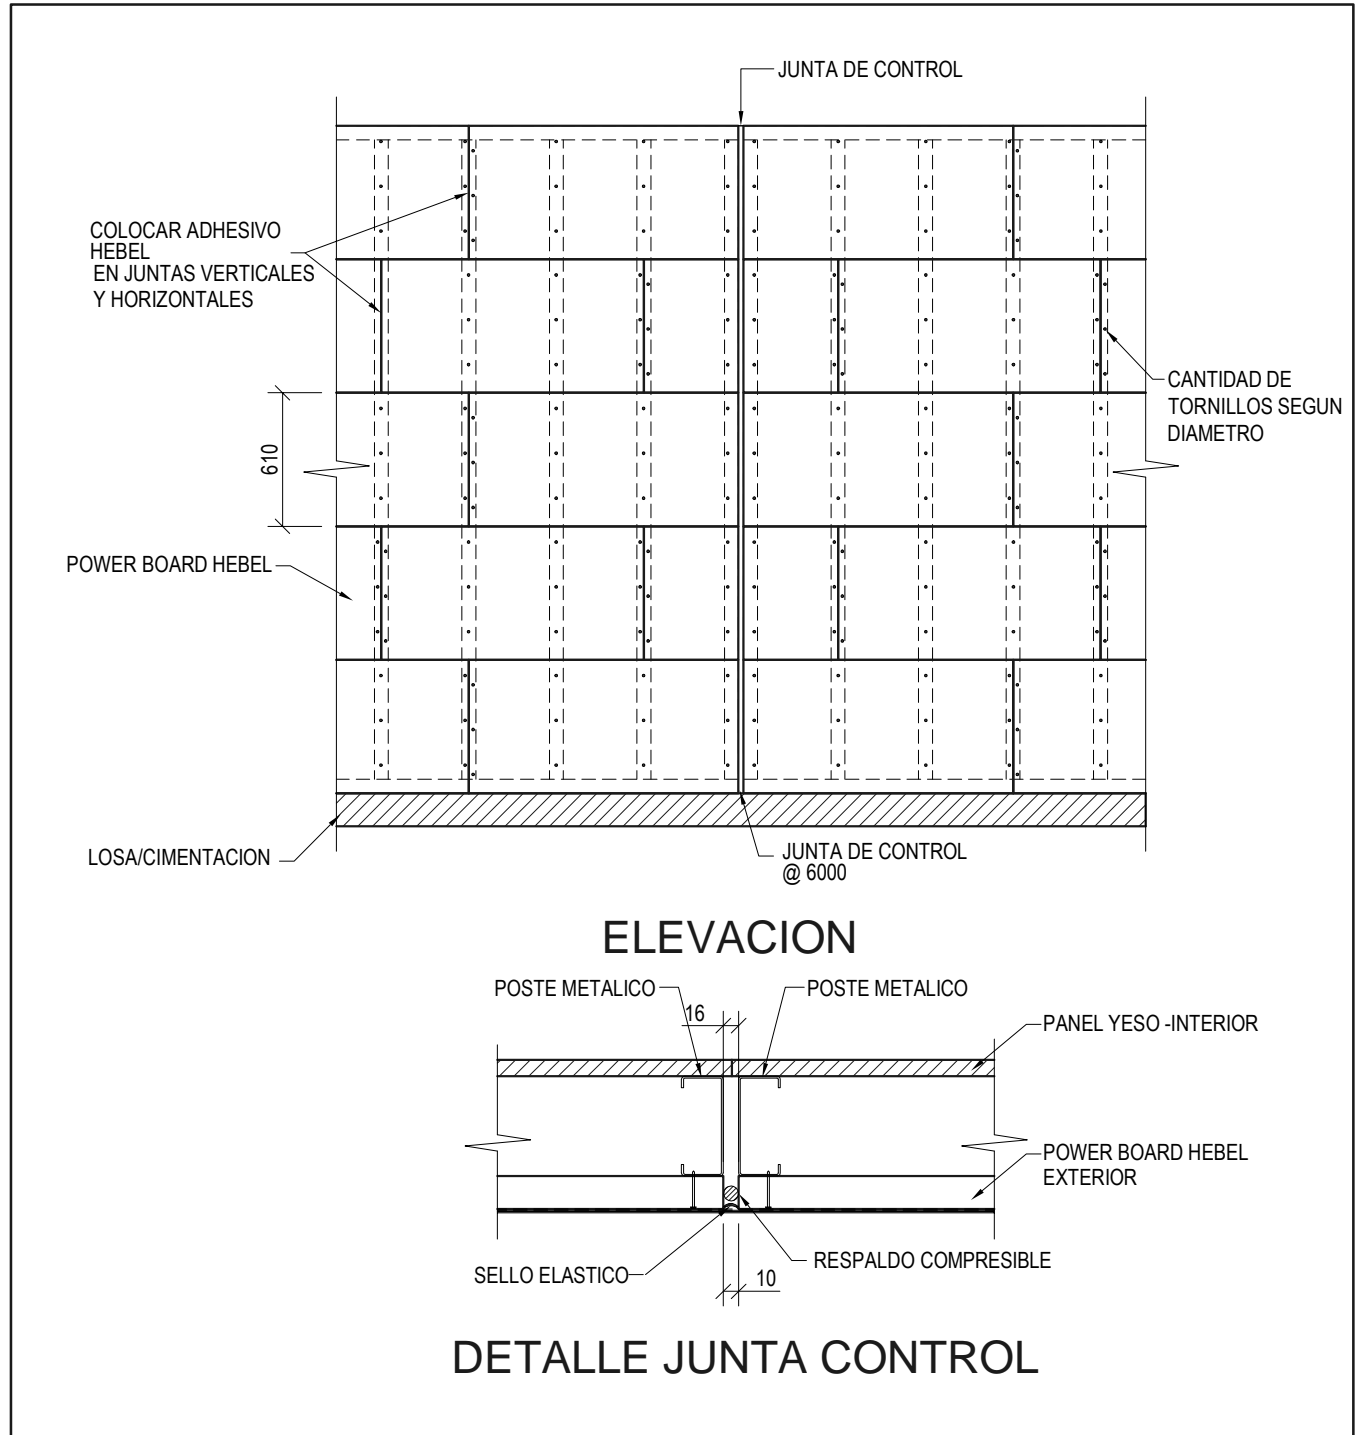 JUNTA DE CONTROL
COLOCAR ADHESIVO
HEBEL
EN JUNTAS VERTICALES
Y HORIZONTALES
CANTIDAD DE
TORNILLOS SEGUN
DIAMETRO
610
POWER BOARD HEBEL
LOSA/CIMENTACION
JUNTA DE CONTROL
@ 6000
ELEVACION
POSTE METALICO
POSTE METALICO
16
PANEL YESO -INTERIOR
POWER BOARD HEBEL
EXTERIOR
RESPALDO COMPRESIBLE
SELLO ELASTICO
10
DETALLE JUNTA CONTROL